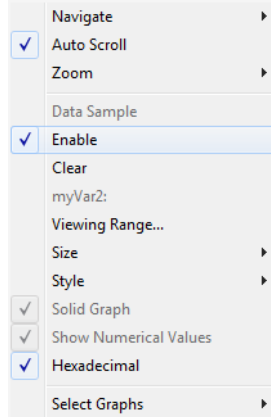 Navigate
Auto Scroll
Zoom
Data Sample
Enable
Clear
myVar2:
Viewing Range...
Size
Style
Solid Graph
Show Numerical Values
Hexadecimal
Select Graphs